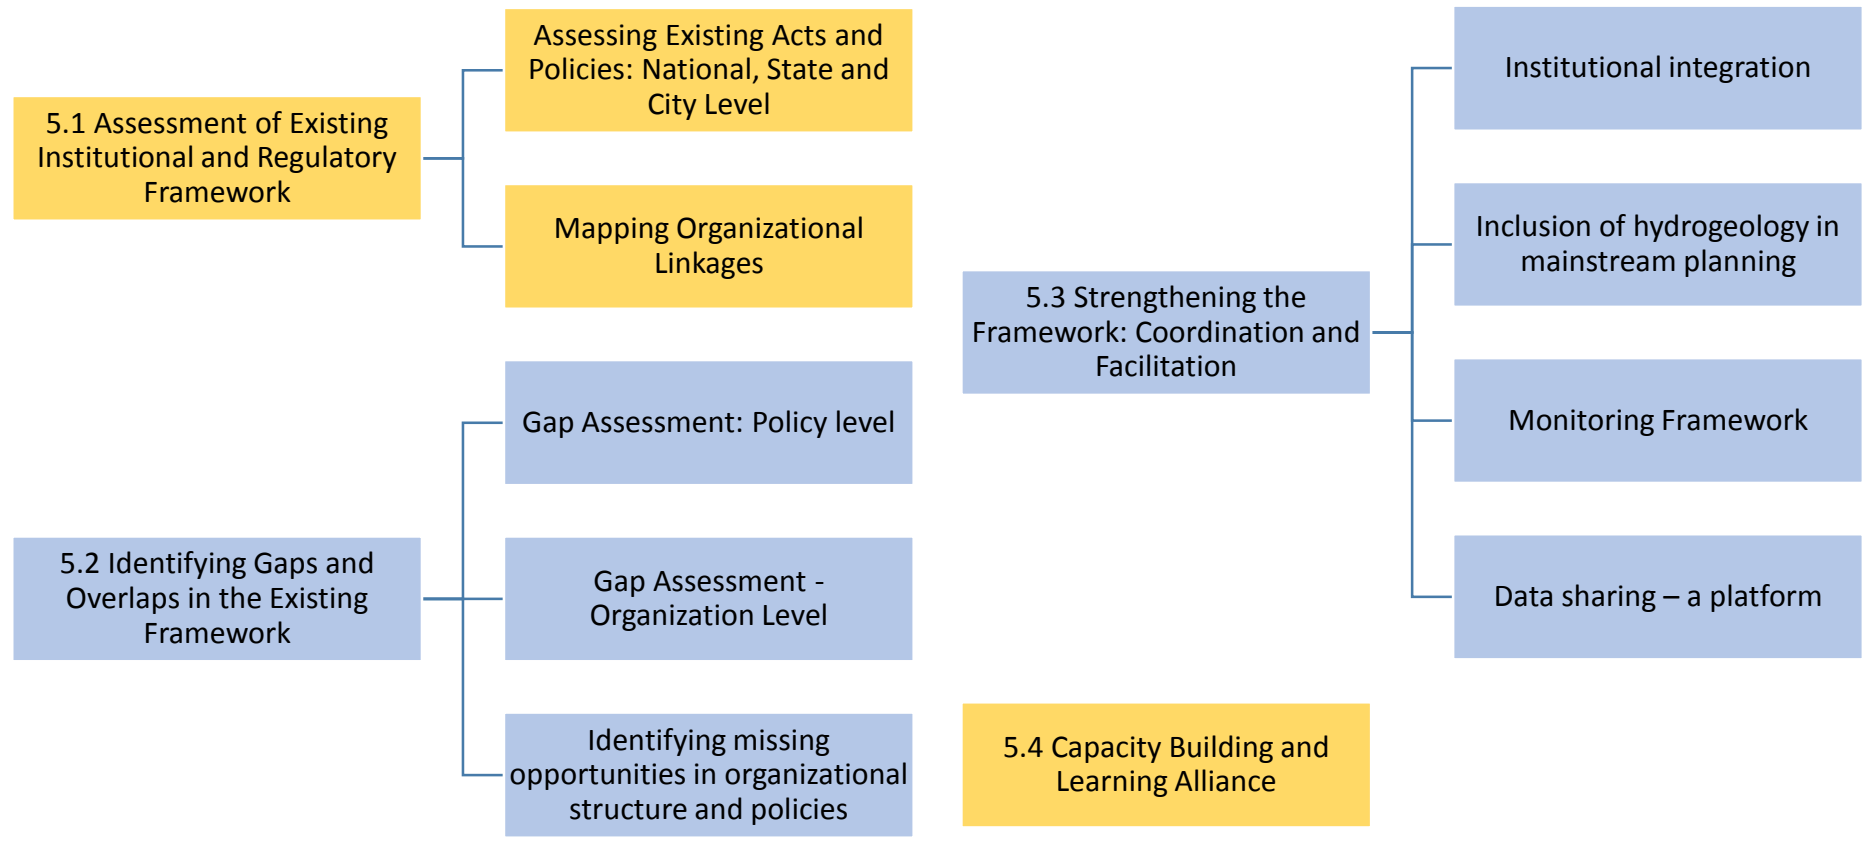 5.1 Assessment of Existing
Institutional and Regulatory
Framework
Assessing Existing Acts and
Policies: National, State and
City Level
Mapping Organizational
Linkages
5.2 Identifying Gaps and
Overlaps in the Existing
Framework
Gap Assessment: Policy level
Gap Assessment -
Organization Level
Identifying missing
opportunities in organizational
structure and policies
5.3 Strengthening the
Framework: Coordination and
Facilitation
Institutional integration
Inclusion of hydrogeology in
mainstream planning
Monitoring Framework
Data sharing – a platform
5.4 Capacity Building and
Learning Alliance